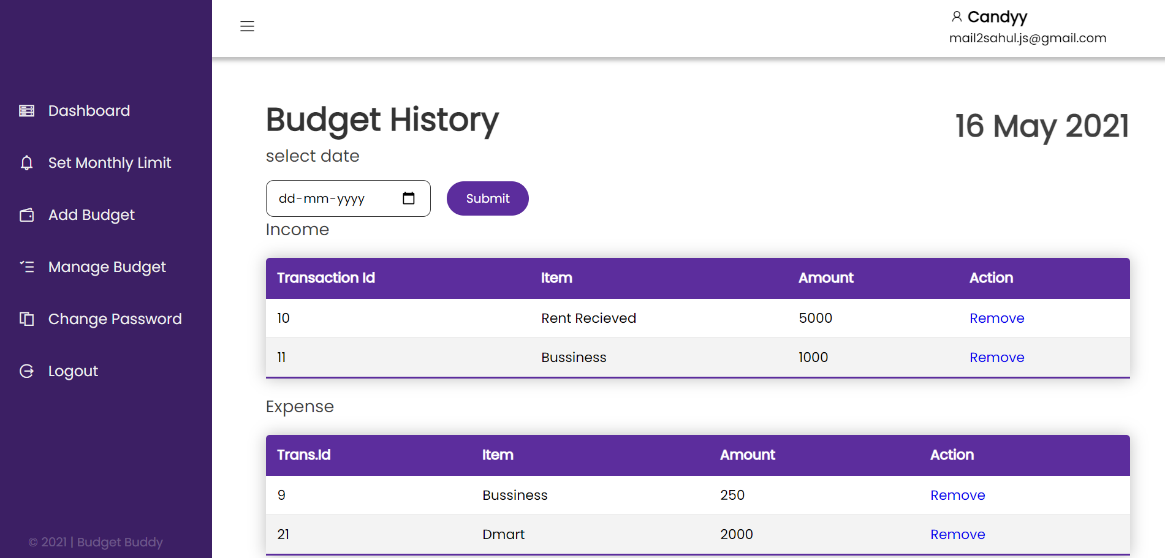 Candyy
mail2sahul.js@gmail.com
Dashboard
Set Monthly Limit
Add Budget
Manage Budget
Change Password
Logout
© 2021 | Budget Buddy
Budget History
16 May 2021
select date
dd-mm-yyyy Submit
Income
Transaction Id Item Amount Action
10 Rent Recieved 5000 Remove
11 Bussiness 1000 Remove
Expense
Trans.Id Item Amount Action
9 Bussiness 250 Remove
21 Dmart 2000 Remove